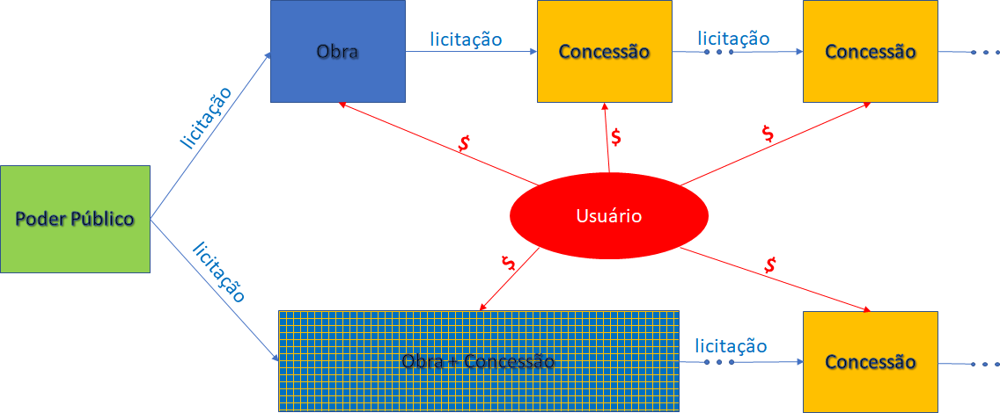 Obra
licitação
Concessão
licitação
Concessão
licitação
$
$
$
Poder Público
Usuário
licitação
$
$
Obra + Concessão
licitação
Concessão